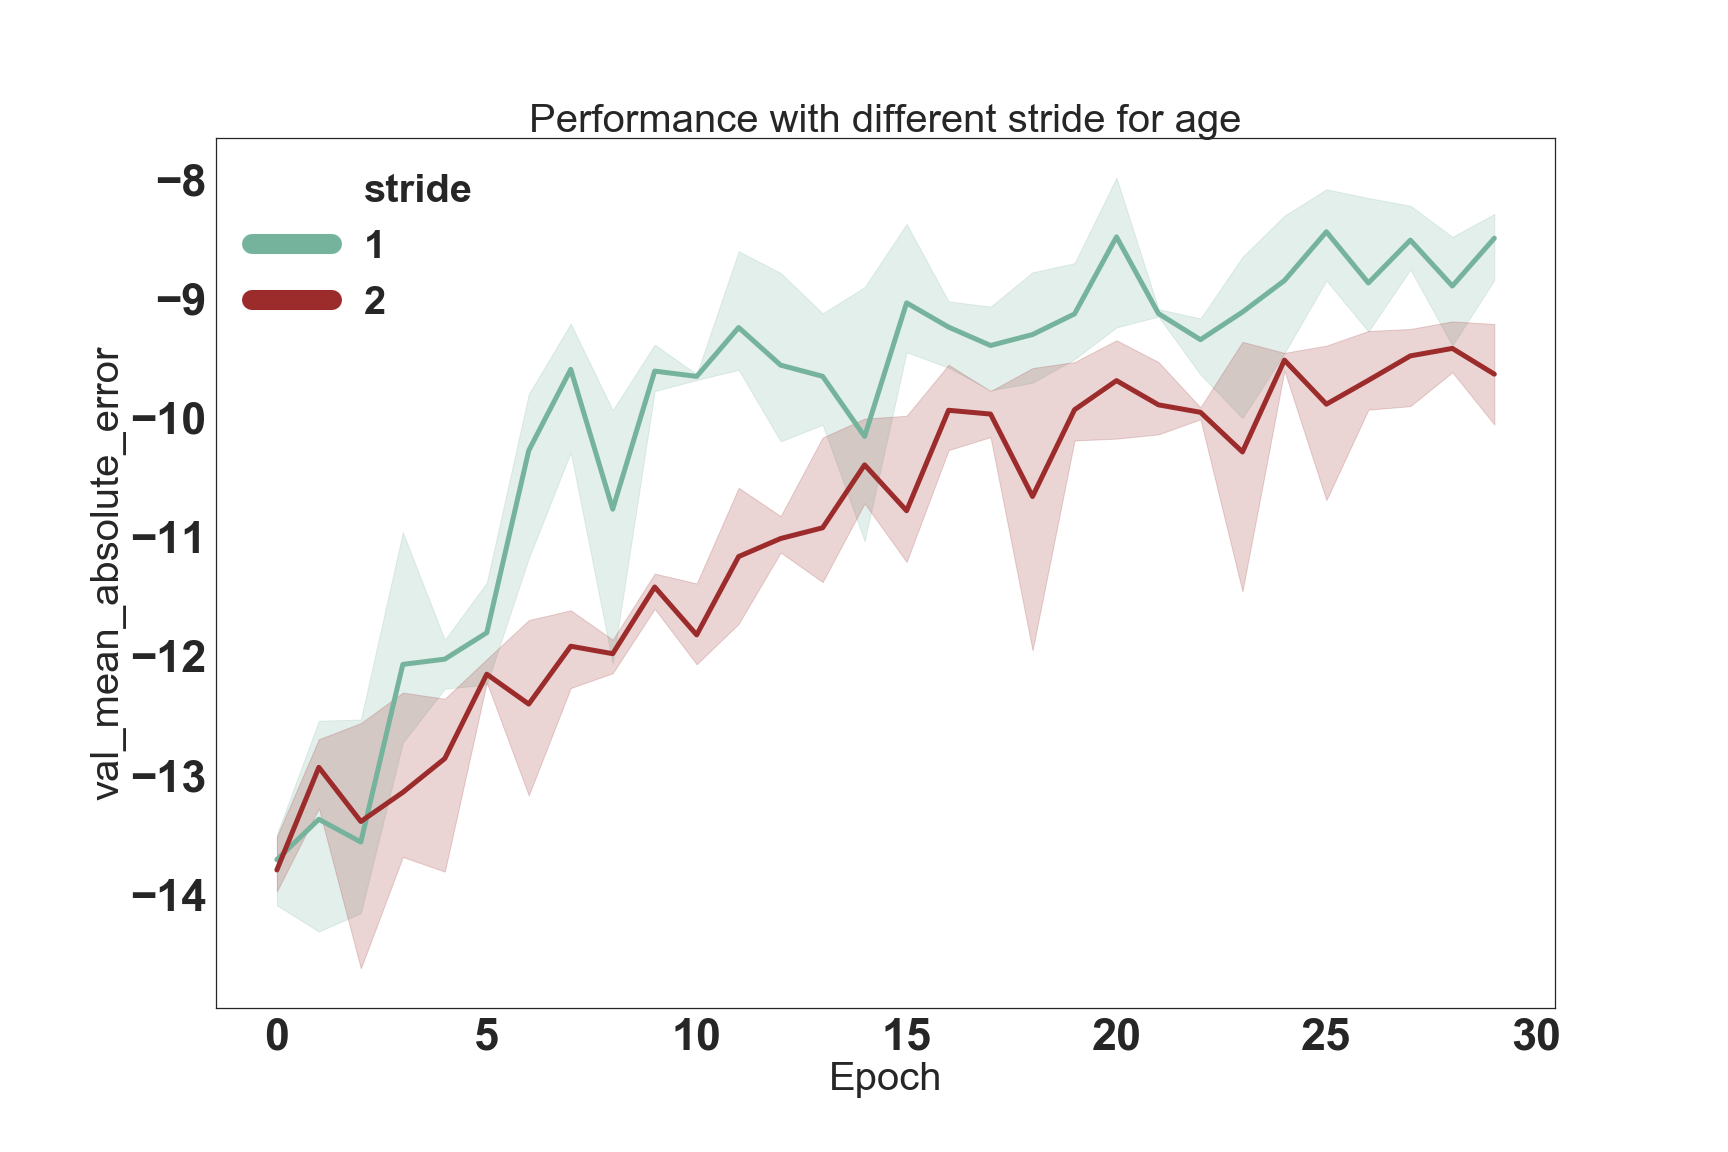 Performance with different stride for age
stride
1
2
−8
−9
−10
−11
−12
−13
−14
val_mean_absolute_error
0 5 10 15 20 25 30
Epoch